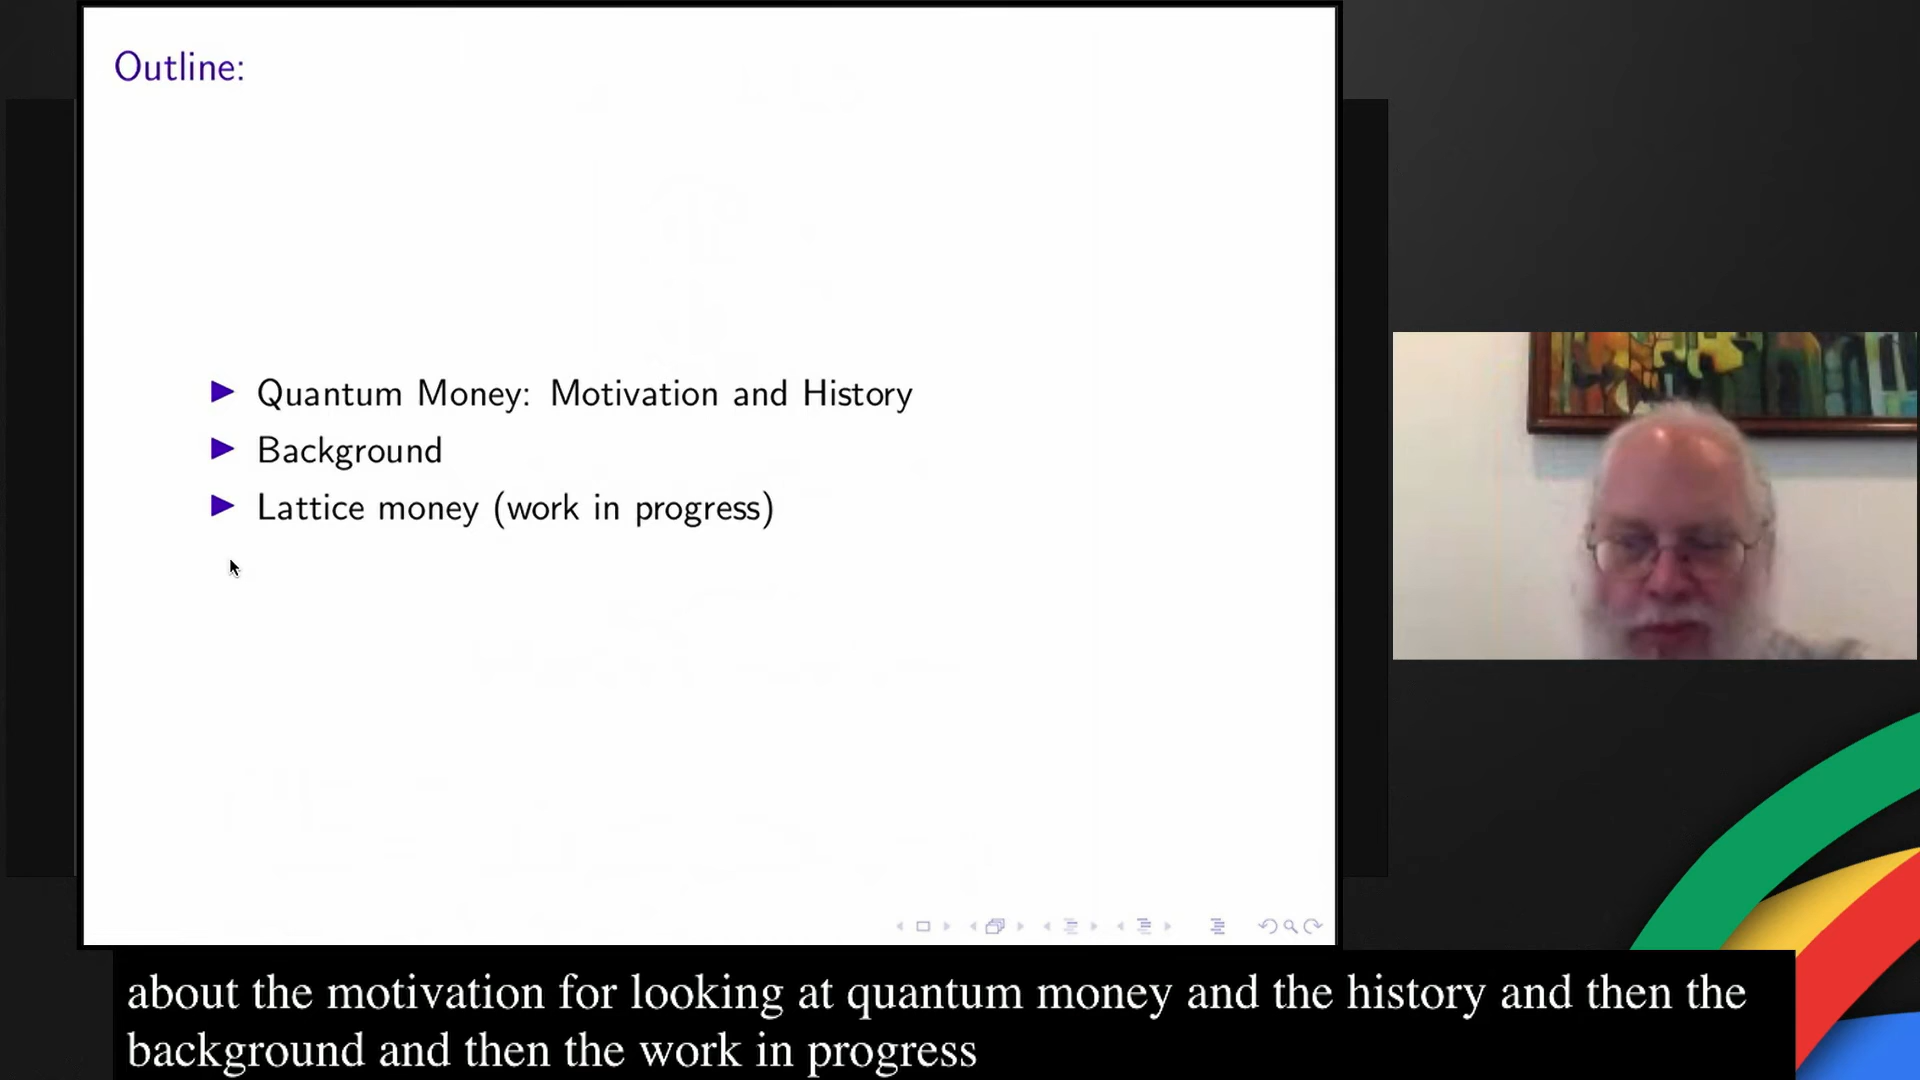 Outline:
Quantum Money: Motivation and History
Background
Lattice money (work in progress)
about the motivation for looking at quantum money and the history and then the
background and then the work in progress